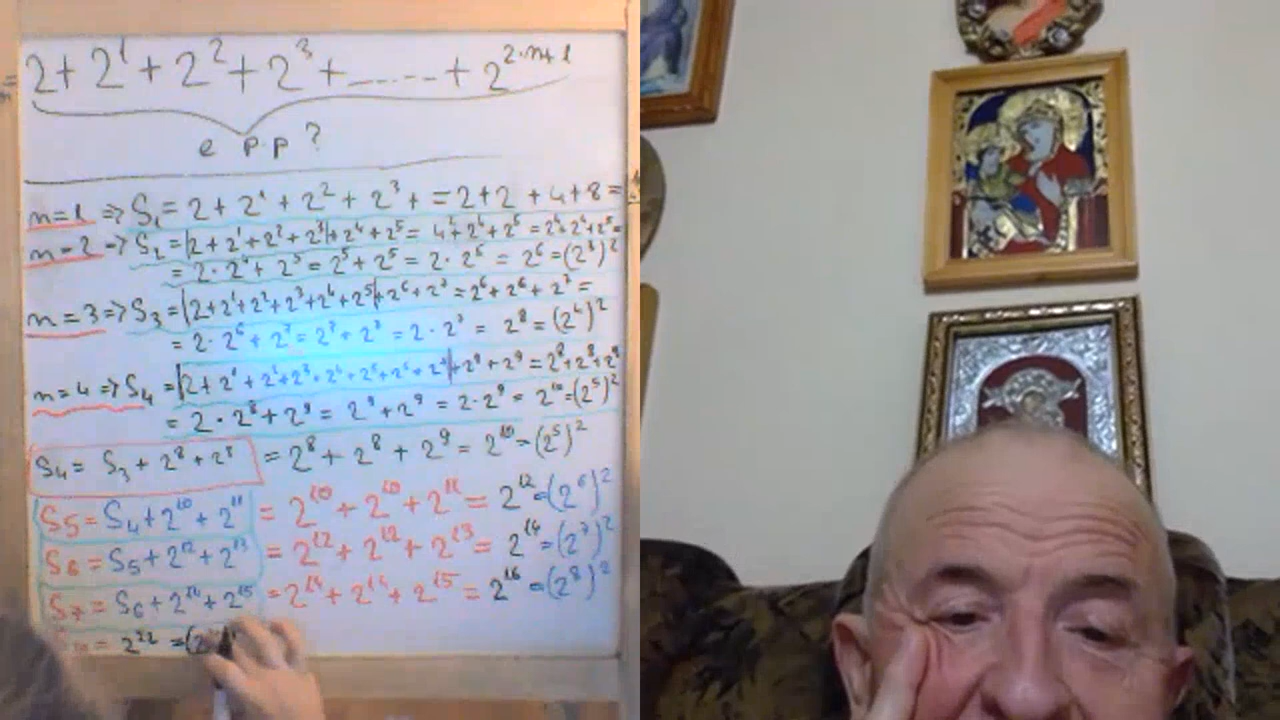 = 2 + 2¹ + 2² + 2³ + ------ + 2^(2·n+1)
e p.p ?
n=1 => S₁ = 2 + 2¹ + 2² + 2³ + = 2 + 2 + 4 + 8 =
n=2 -> S₂ = |2 + 2¹ + 2² + 2³| + 2⁴ + 2⁵ = 4² + 2⁴ + 2⁵ = 2⁴ + 2⁴ + 2⁵ =
= 2 · 2⁴ + 2⁵ = 2⁵ + 2⁵ = 2 · 2⁵ = 2⁶ = (2³)²
n=3 => S₃ = |2 + 2¹ + 2² + 2³ + 2⁴ + 2⁵| + 2⁶ + 2⁷ = 2⁶ + 2⁶ + 2⁷ =
= 2 · 2⁶ + 2⁷ = 2⁷ + 2⁷ = 2 · 2⁷ = 2⁸ = (2⁴)²
n=4 => S₄ = |2 + 2¹ + 2² + 2³ + 2⁴ + 2⁵ + 2⁶ + 2⁷| + 2⁸ + 2⁹ = 2⁸ + 2⁸ + 2⁹
= 2 · 2⁸ + 2⁹ = 2⁹ + 2⁹ = 2 · 2⁹ = 2¹⁰ = (2⁵)²
S₄ = S₃ + 2⁸ + 2⁹ = 2⁸ + 2⁸ + 2⁹ = 2¹⁰ = (2⁵)²
S₅ = S₄ + 2¹⁰ + 2¹¹ = 2¹⁰ + 2¹⁰ + 2¹¹ = 2¹² = (2⁶)²
S₆ = S₅ + 2¹² + 2¹³ = 2¹² + 2¹² + 2¹³ = 2¹⁴ = (2⁷)²
S₇ = S₆ + 2¹⁴ + 2¹⁵ = 2¹⁴ + 2¹⁴ + 2¹⁵ = 2¹⁶ = (2⁸)²
= 2²² = (2